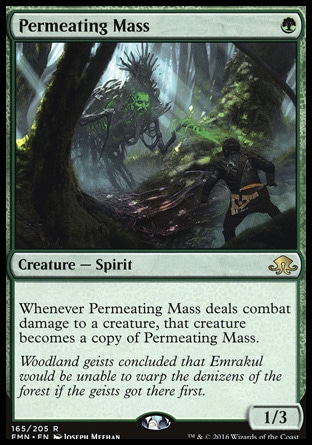 Permeating Mass
Creature — Spirit
Whenever Permeating Mass deals combat
damage to a creature, that creature
becomes a copy of Permeating Mass.
Woodland geists concluded that Emrakul
would be unable to warp the denizens of the
forest if the geists got there first.
1/3
165/205 R
EMN • EN Joseph Meehan
™ & © 2016 Wizards of the Coast